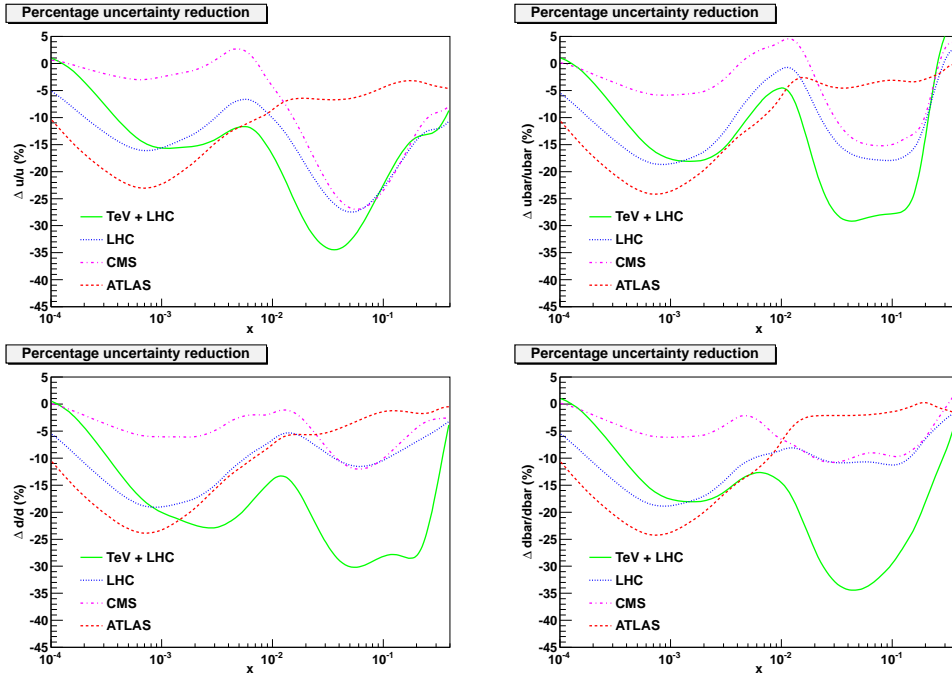 Percentage uncertainty reduction
Δ u/u (%)
5
0
-5
-10
-15
-20
-25
-30
-35
-40
-45
TeV + LHC
LHC
CMS
ATLAS
10-4
10-3
10-2
10-1
x
Percentage uncertainty reduction
Δ ubar/ubar (%)
5
0
-5
-10
-15
-20
-25
-30
-35
-40
-45
TeV + LHC
LHC
CMS
ATLAS
10-4
10-3
10-2
10-1
x
Percentage uncertainty reduction
Δ d/d (%)
5
0
-5
-10
-15
-20
-25
-30
-35
-40
-45
TeV + LHC
LHC
CMS
ATLAS
10-4
10-3
10-2
10-1
x
Percentage uncertainty reduction
Δ dbar/dbar (%)
5
0
-5
-10
-15
-20
-25
-30
-35
-40
-45
TeV + LHC
LHC
CMS
ATLAS
10-4
10-3
10-2
10-1
x